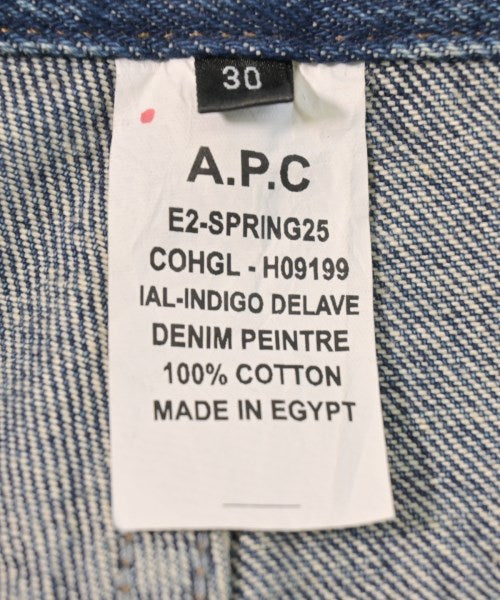 30
A.P.C
E2-SPRING25
COHGL - H09199
IAL-INDIGO DELAVE
DENIM PEINTRE
100% COTTON
MADE IN EGYPT